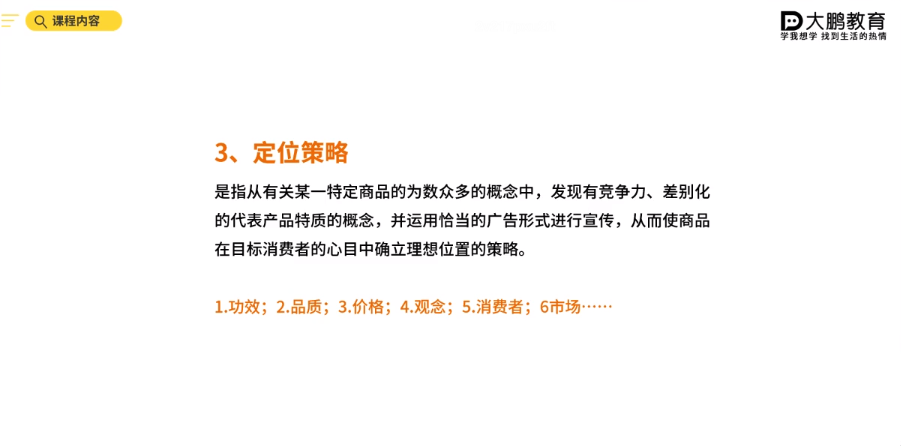 课程内容
大鹏教育
学我想学 找到生活的热情
3、定位策略
是指从有关某一特定商品的为数众多的概念中，发现有竞争力、差别化
的代表产品特质的概念，并运用恰当的广告形式进行宣传，从而使商品
在目标消费者的心目中确立理想位置的策略。
1.功效；2.品质；3.价格；4.观念；5.消费者；6市场……